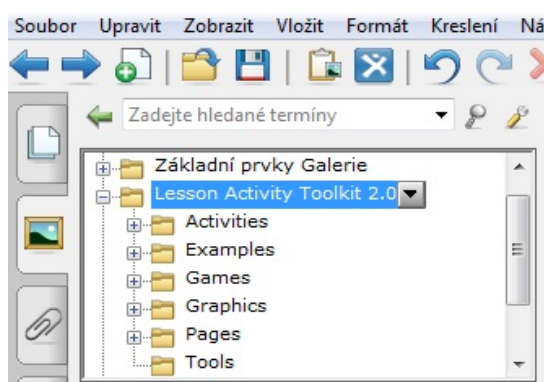 Soubor Upravit Zobrazit Vložit Formát Kreslení Ná
Zadejte hledané termíny
Základní prvky Galerie
Lesson Activity Toolkit 2.0
Activities
Examples
Games
Graphics
Pages
Tools